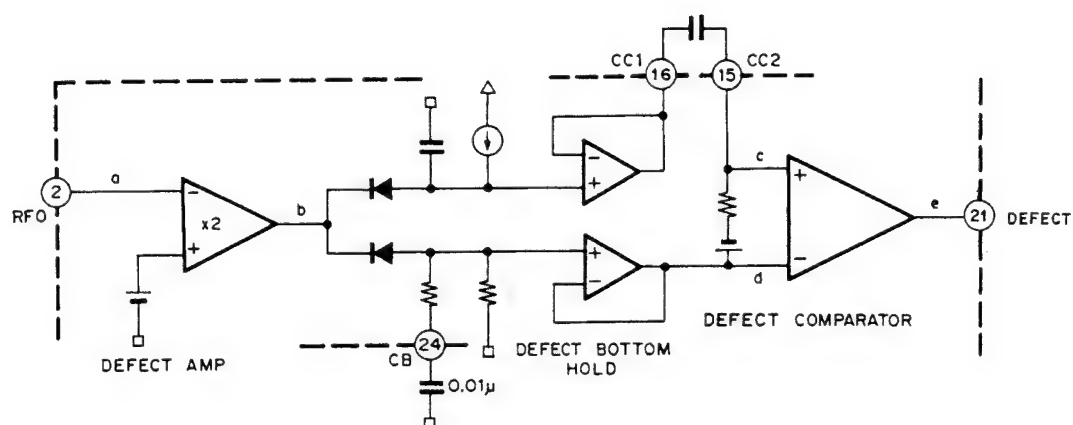 CC1
16
15
CC2
2
RFO
a
-
+
x2
b
-
+
c
+
-
d
e
21
DEFECT
+
-
24
CB
0.01μ
DEFECT AMP
DEFECT BOTTOM
HOLD
DEFECT COMPARATOR